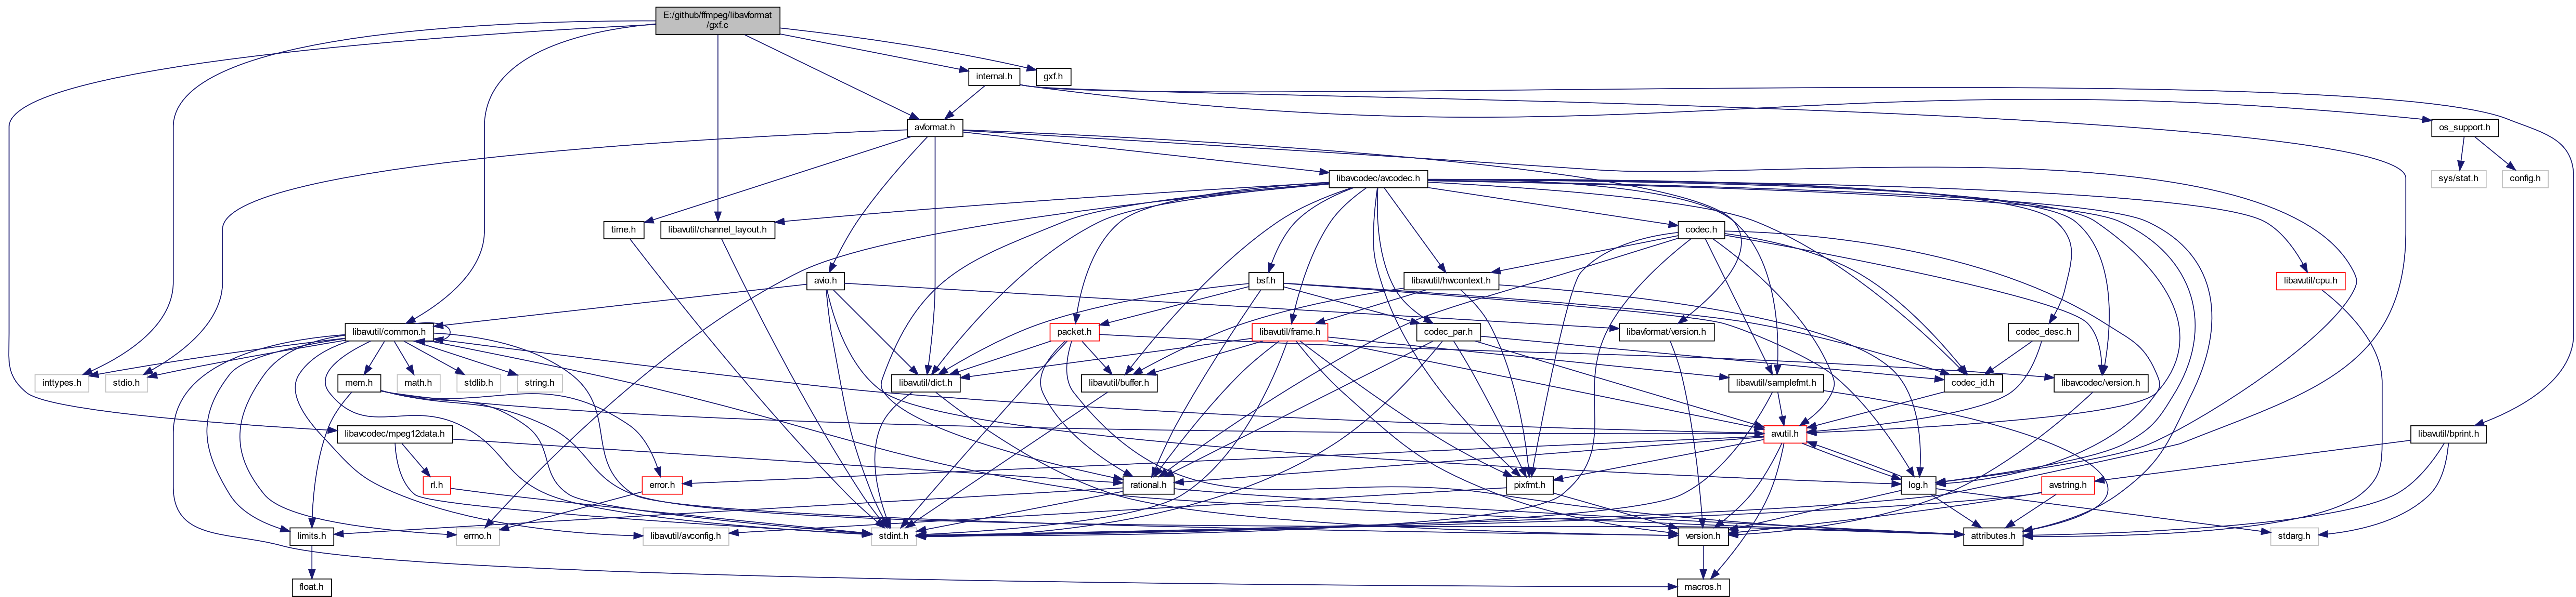 E:/github/ffmpeg/libavformat
/gxf.c
internal.h
gxf.h
avformat.h
os_support.h
libavcodec/avcodec.h
sys/stat.h
config.h
time.h
libavutil/channel_layout.h
codec.h
avio.h
bsf.h
libavutil/hwcontext.h
libavutil/cpu.h
libavutil/common.h
packet.h
libavutil/frame.h
codec_par.h
libavformat/version.h
codec_desc.h
inttypes.h
stdio.h
mem.h
math.h
stdlib.h
string.h
libavutil/dict.h
libavutil/buffer.h
libavutil/samplefmt.h
codec_id.h
libavcodec/version.h
libavcodec/mpeg12data.h
avutil.h
libavutil/bprint.h
rl.h
error.h
rational.h
pixfmt.h
log.h
avstring.h
limits.h
errno.h
libavutil/avconfig.h
stdint.h
version.h
attributes.h
stdarg.h
float.h
macros.h